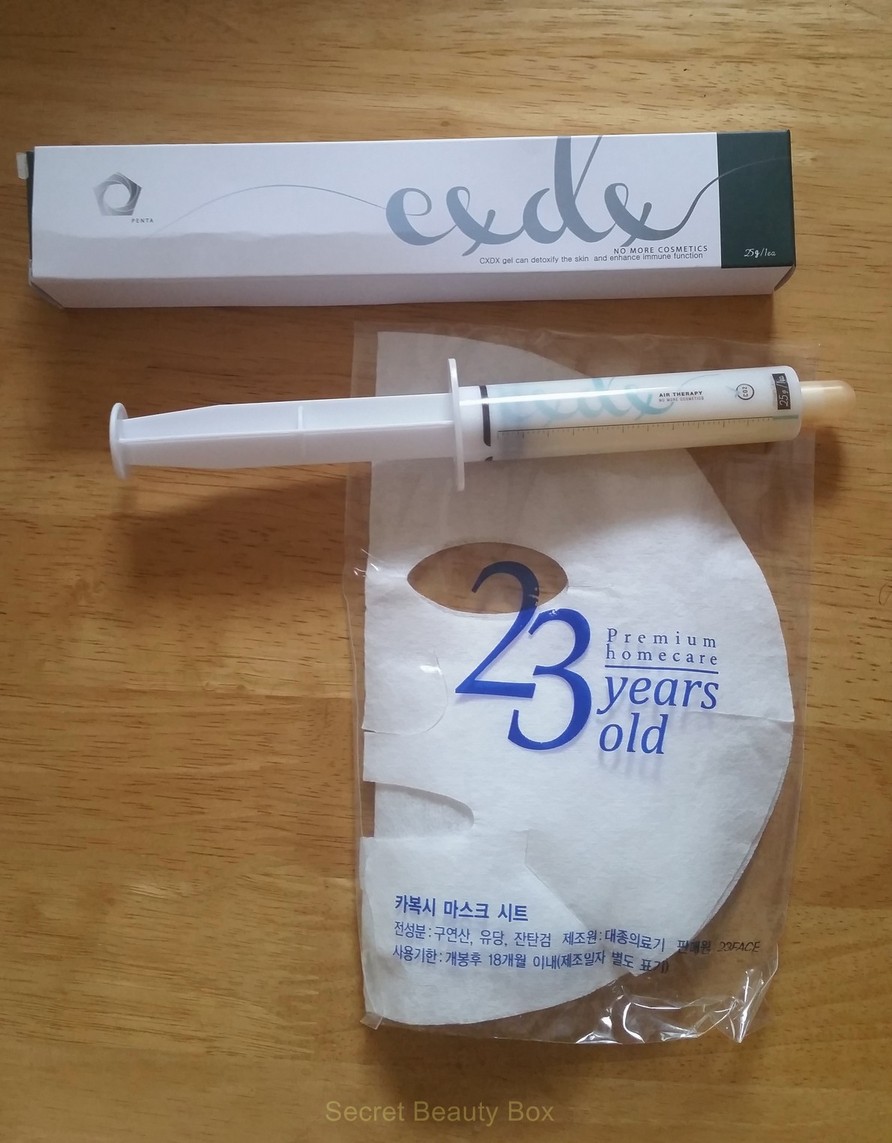 PENTA
cxdx
NO MORE COSMETICS
CXDX gel can detoxify the skin and enhance immune function
25g/1ea
cxdx
AIR THERAPY
NO MORE COSMETICS
CO2
25g/1ea
23
Premium
homecare
years
old
카복시 마스크 시트
전성분:구연산, 유당, 잔탄검 제조원:대종의료기 판매원 23FACE
사용기한:개봉후 18개월 이내(제조일자 별도 표기)
Secret Beauty Box